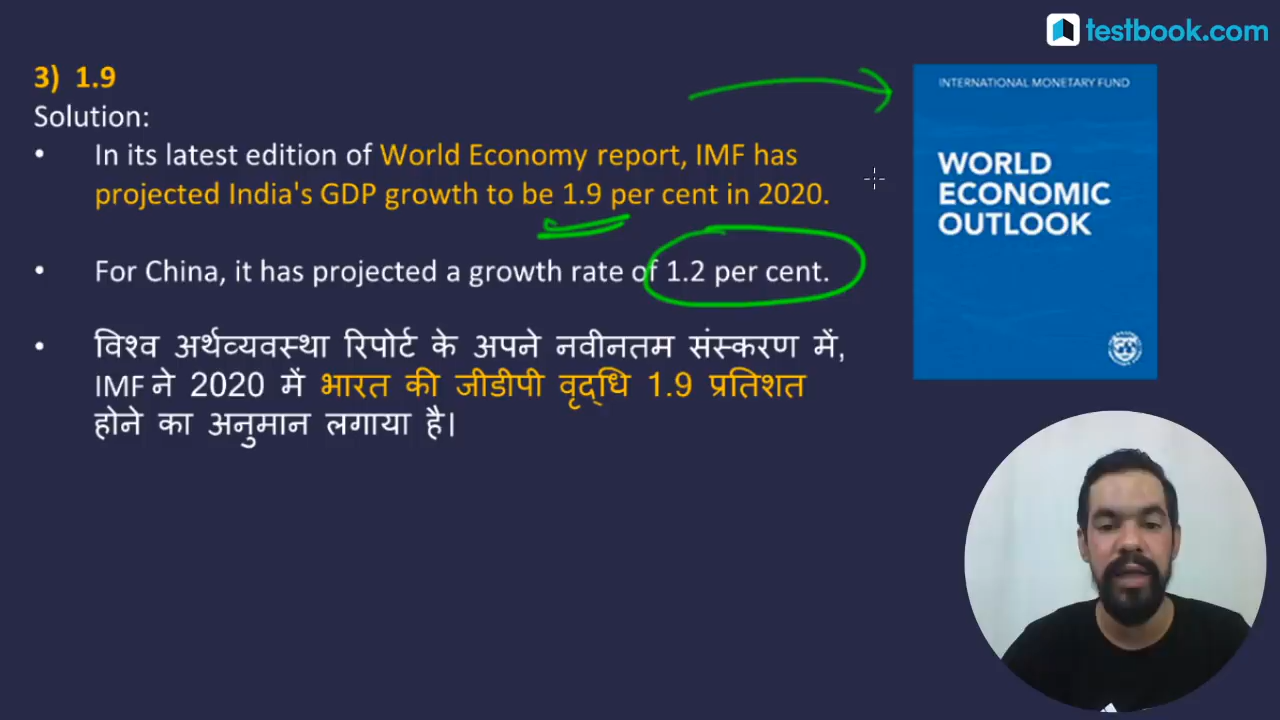 testbook.com
3) 1.9
Solution:
• In its latest edition of World Economy report, IMF has
projected India's GDP growth to be 1.9 per cent in 2020.
• For China, it has projected a growth rate of 1.2 per cent.
• विश्व अर्थव्यवस्था रिपोर्ट के अपने नवीनतम संस्करण में,
IMF ने 2020 में भारत की जीडीपी वृद्धि 1.9 प्रतिशत
होने का अनुमान लगाया है।
INTERNATIONAL MONETARY FUND
WORLD
ECONOMIC
OUTLOOK